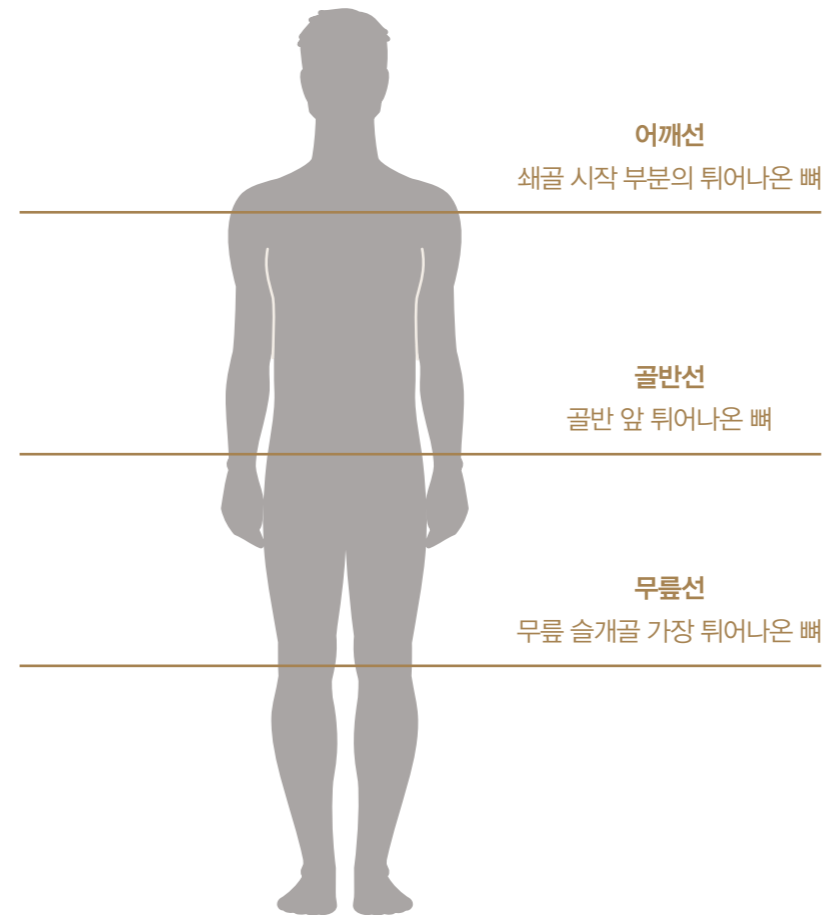 어깨선
쇄골 시작 부분의 튀어나온 뼈
골반선
골반 앞 튀어나온 뼈
무릎선
무릎 슬개골 가장 튀어나온 뼈